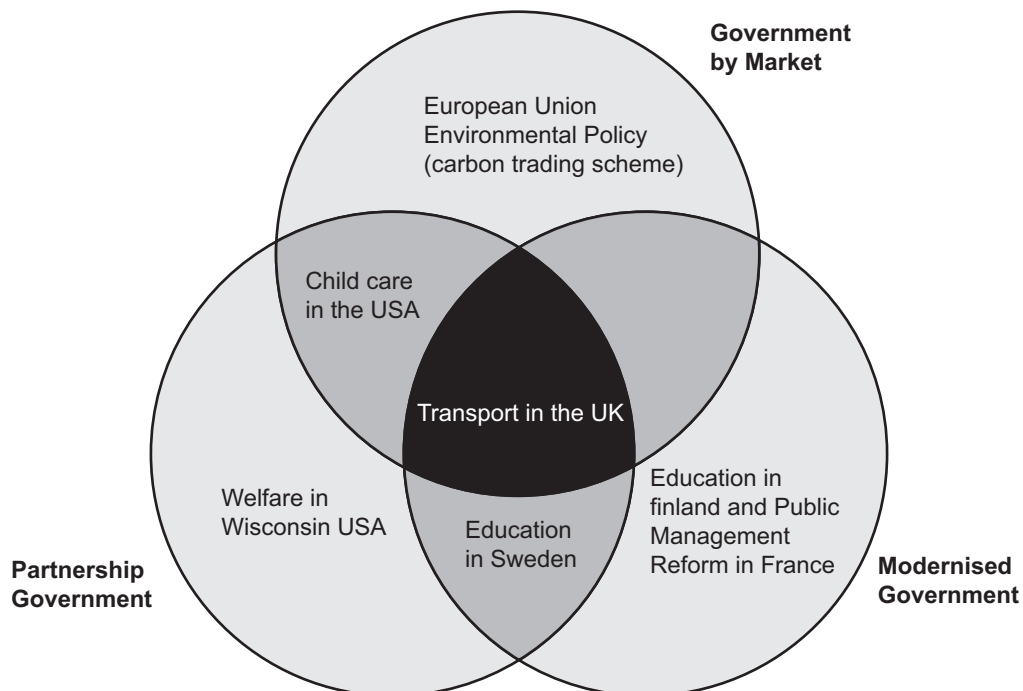 Government
by Market
European Union
Environmental Policy
(carbon trading scheme)
Child care
in the USA
Transport in the UK
Welfare in
Wisconsin USA
Education
in Sweden
Education in
finland and Public
Management
Reform in France
Partnership
Government
Modernised
Government